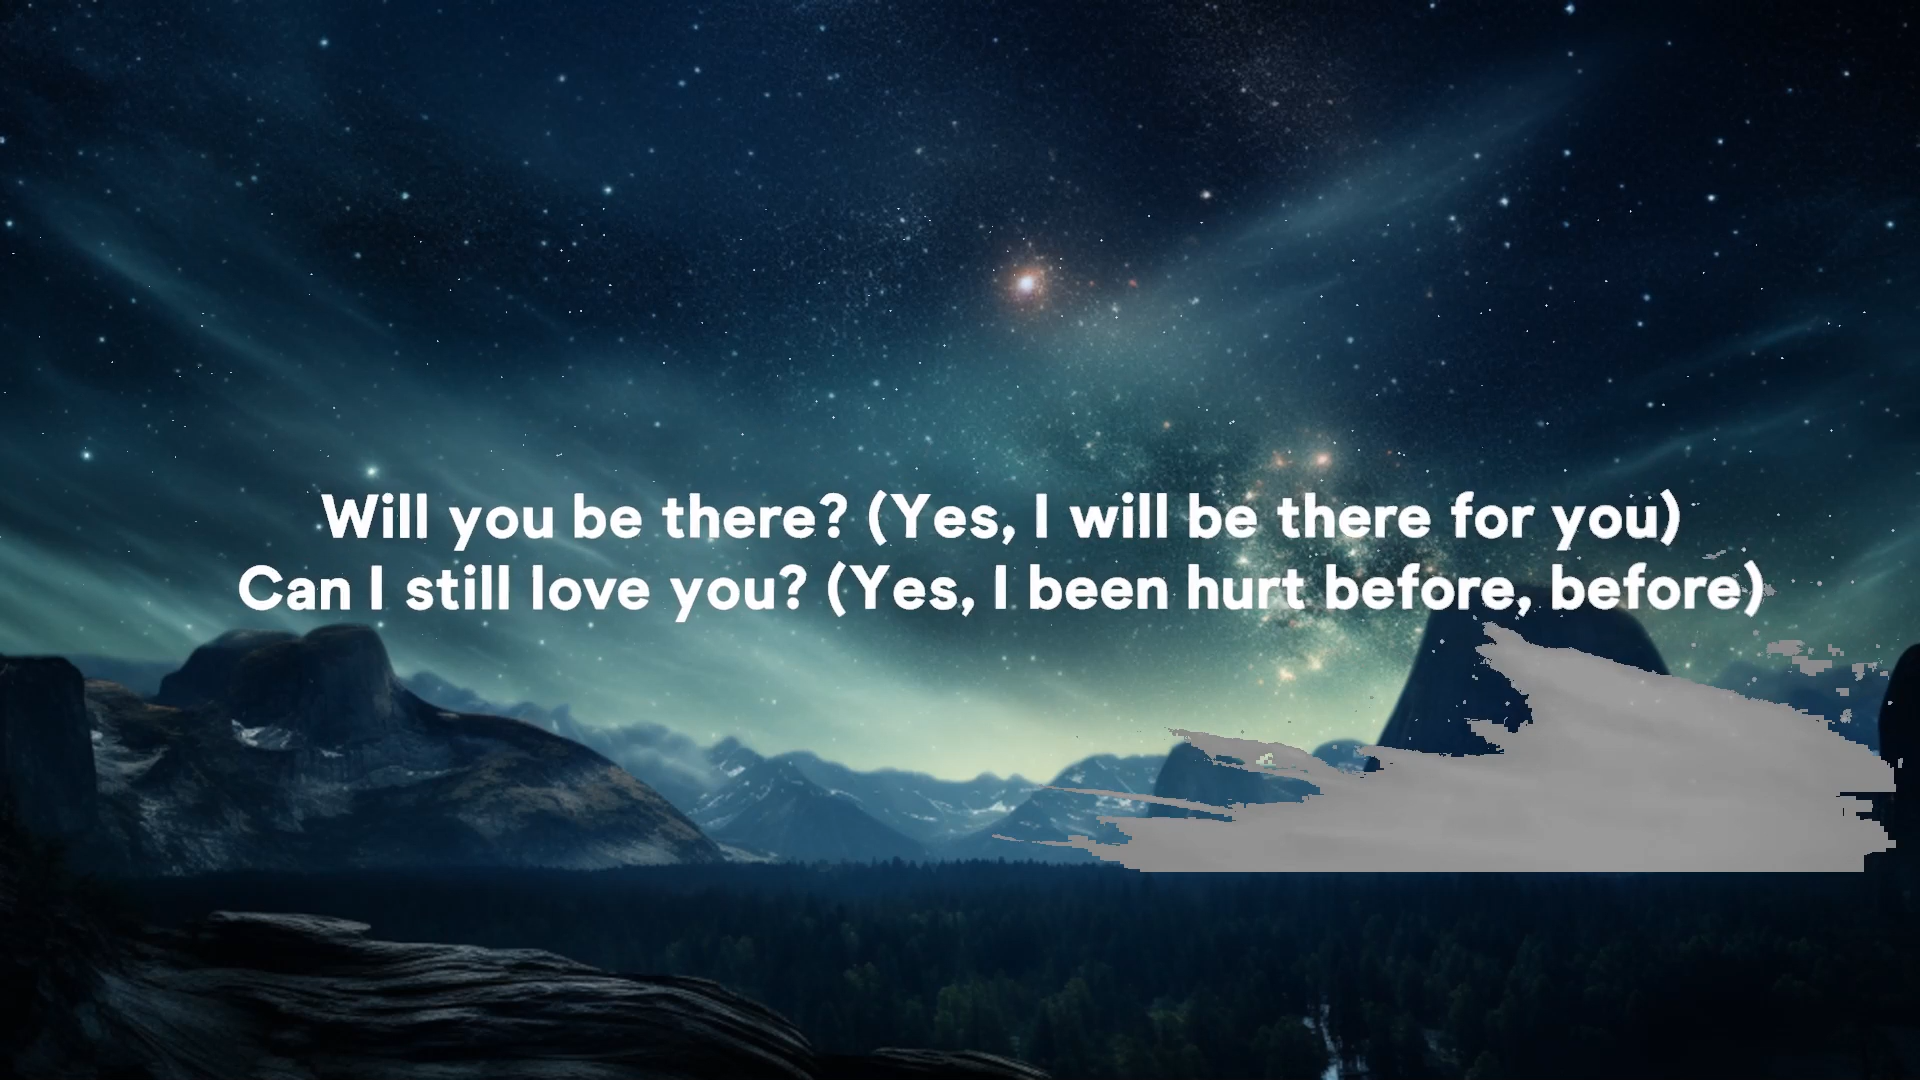 Will you be there? (Yes, I will be there for you)
Can I still love you? (Yes, I been hurt before, before)